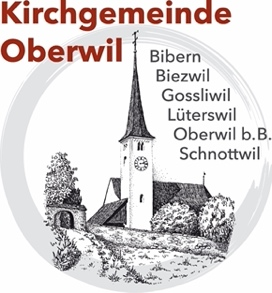 Kirchgemeinde
Oberwil
Bibern
Biezwil
Gossliwil
Lüterswil
Oberwil b.B.
Schnottwil